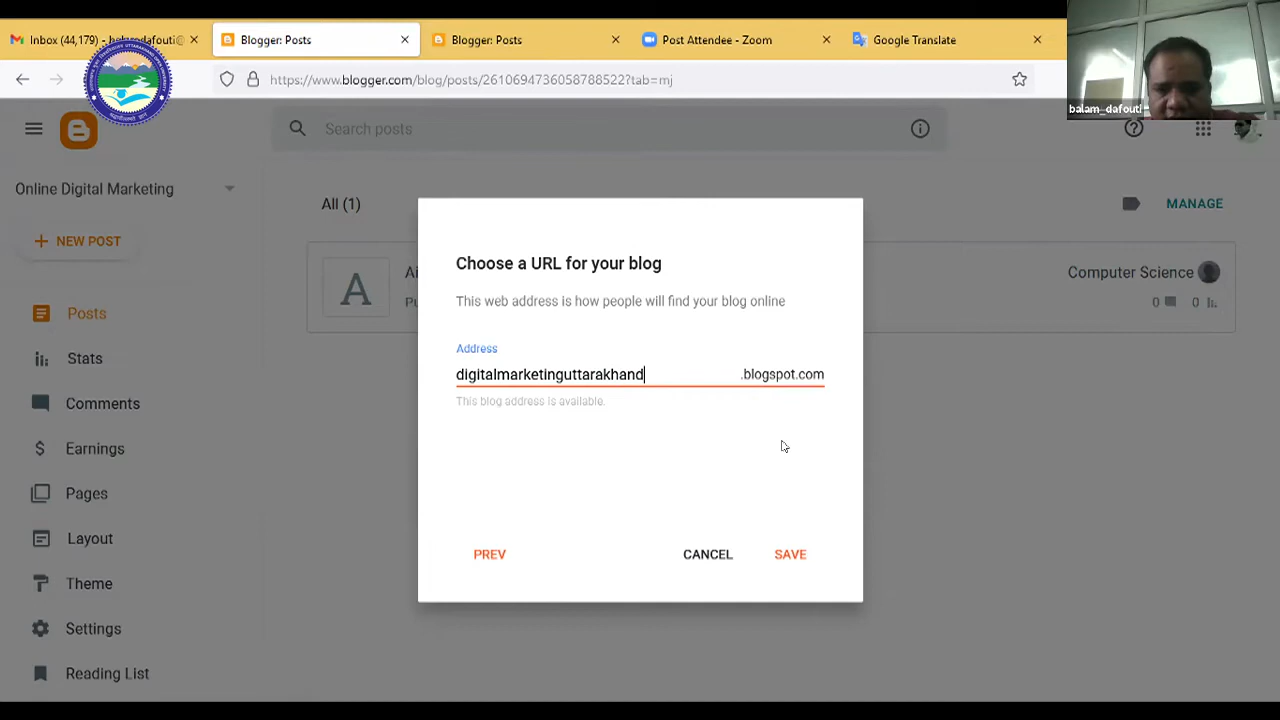 Inbox (44,179) - balamdafouti@
Blogger: Posts
Blogger: Posts
Post Attendee - Zoom
Google Translate
https://www.blogger.com/blog/posts/2610694736058788522?tab=mj
balam_dafouti
Search posts
Online Digital Marketing
All (1)
MANAGE
NEW POST
A
Ai
Computer Science
Pu
0
0
Choose a URL for your blog
This web address is how people will find your blog online
Address
digitalmarketinguttarakhand
.blogspot.com
This blog address is available.
PREV
CANCEL
SAVE
Posts
Stats
Comments
Earnings
Pages
Layout
Theme
Settings
Reading List